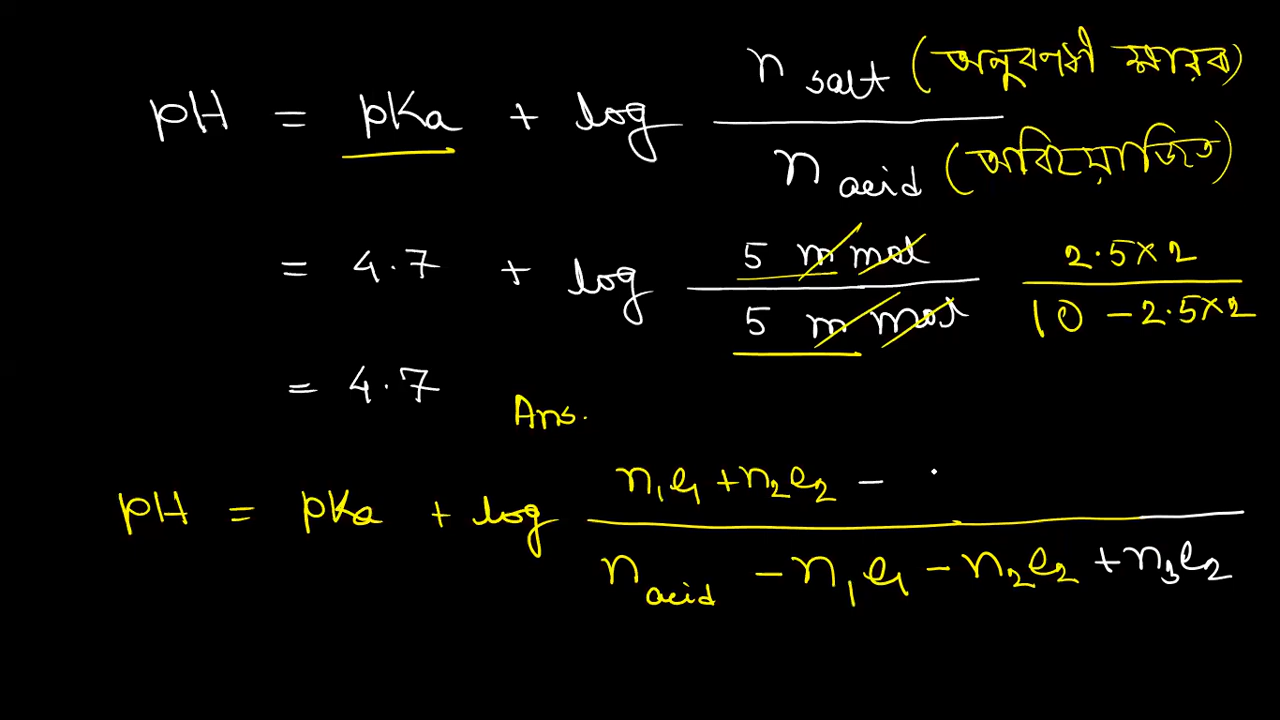 pH = pKa + log n salt (অনুবন্ধী ক্ষারক) / n acid (অবিয়োজিত)
= 4.7 + log 5 m mol / 5 m mol 2.5×2 / 10 - 2.5×2
= 4.7 Ans.
pH = pKa + log n₁e₁ + n₂e₂ - / n acid - n₁e₁ - n₂e₂ + n₃e₂